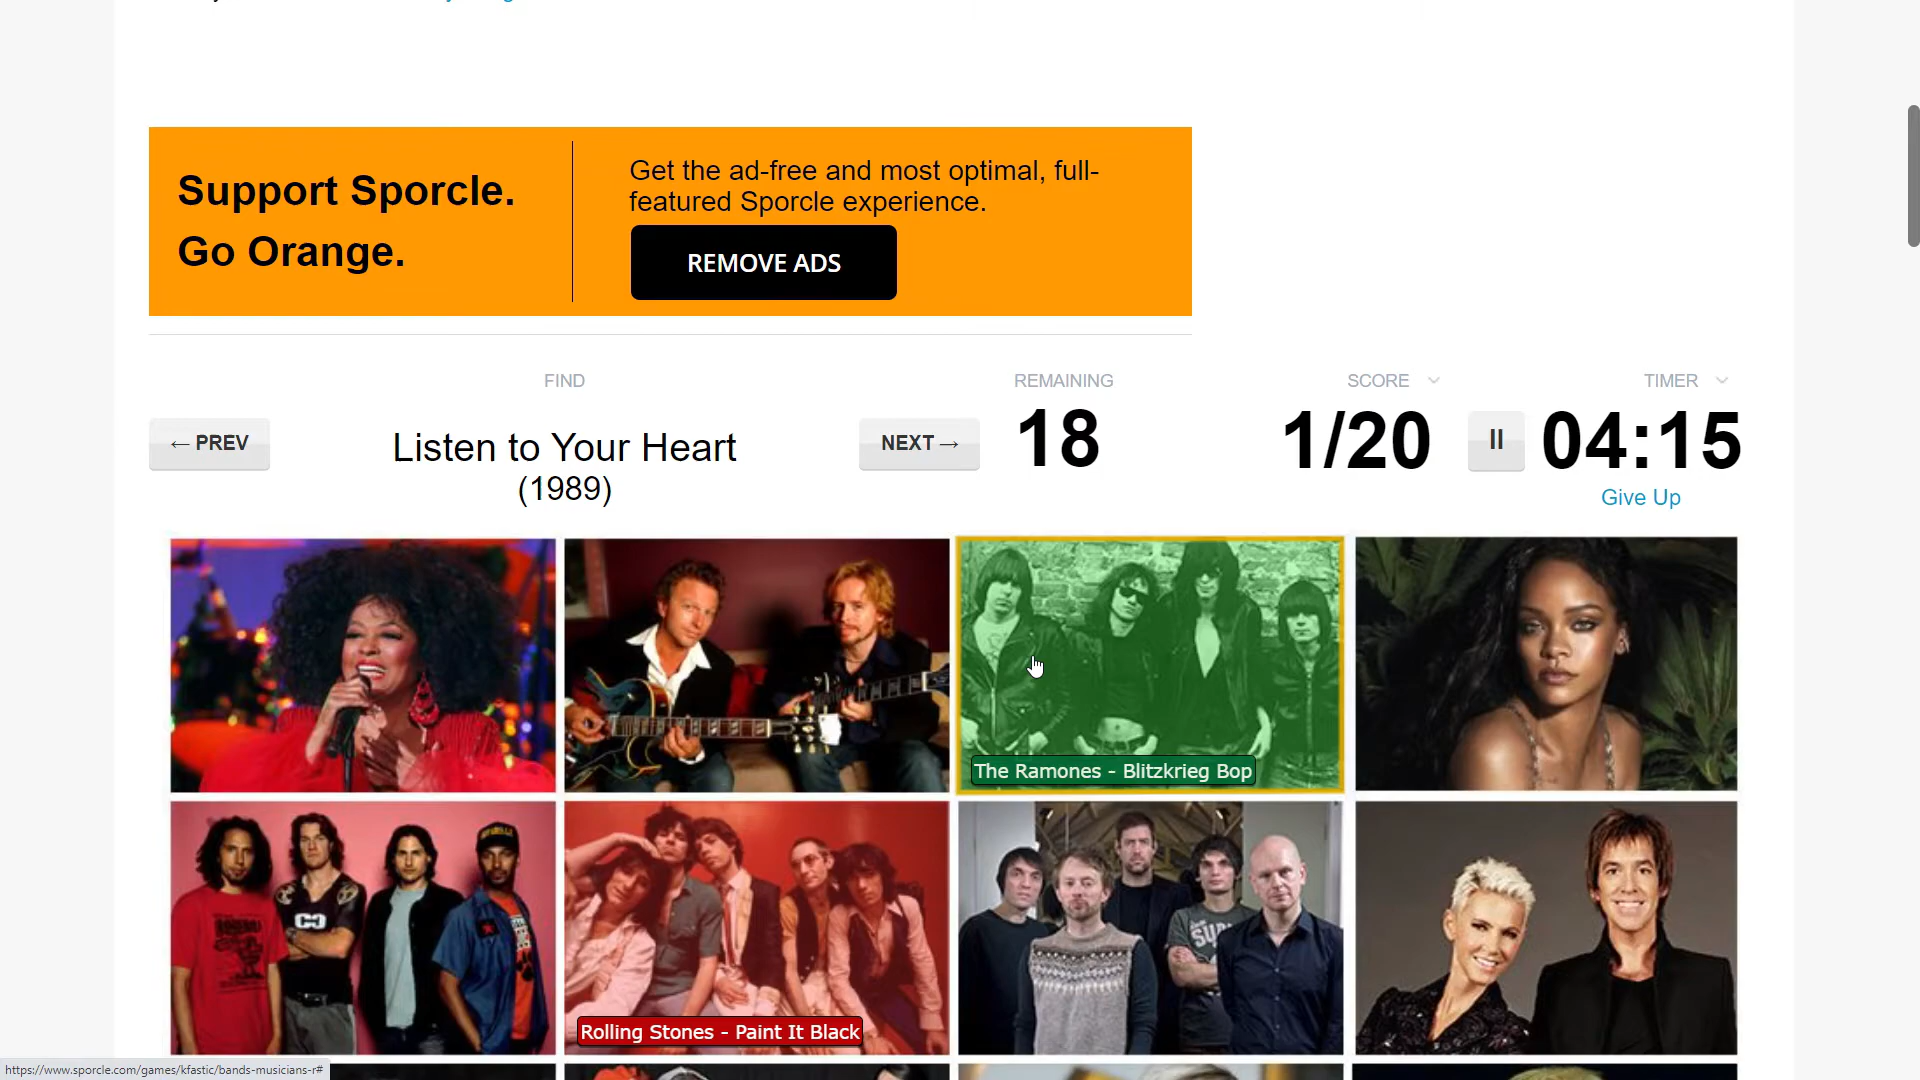 Support Sporcle.
Go Orange.
Get the ad-free and most optimal, full-
featured Sporcle experience.
REMOVE ADS
FIND
REMAINING
SCORE
TIMER
← PREV
Listen to Your Heart
(1989)
NEXT →
18
1/20
04:15
Give Up
The Ramones - Blitzkrieg Bop
Rolling Stones - Paint It Black
https://www.sporcle.com/games/kfastic/bands-musicians-r#